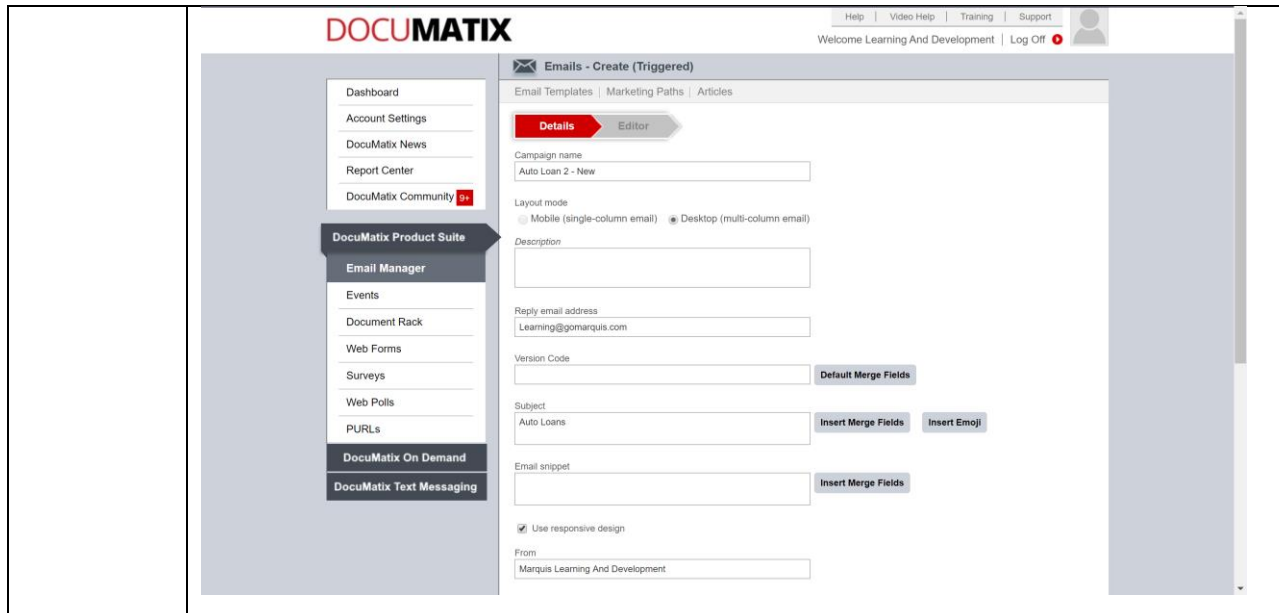 DOCUMATIX
Help | Video Help | Training | Support
Welcome Learning And Development | Log Off
Emails - Create (Triggered)
Email Templates | Marketing Paths | Articles
Dashboard
Account Settings
DocuMatix News
Report Center
DocuMatix Community 9+
DocuMatix Product Suite
Email Manager
Events
Document Rack
Web Forms
Surveys
Web Polls
PURLs
DocuMatix On Demand
DocuMatix Text Messaging
Details Editor
Campaign name
Auto Loan 2 - New
Layout mode
Mobile (single-column email) Desktop (multi-column email)
Description
Reply email address
Learning@gomarquis.com
Version Code
Default Merge Fields
Subject
Auto Loans
Insert Merge Fields Insert Emoji
Email snippet
Insert Merge Fields
Use responsive design
From
Marquis Learning And Development